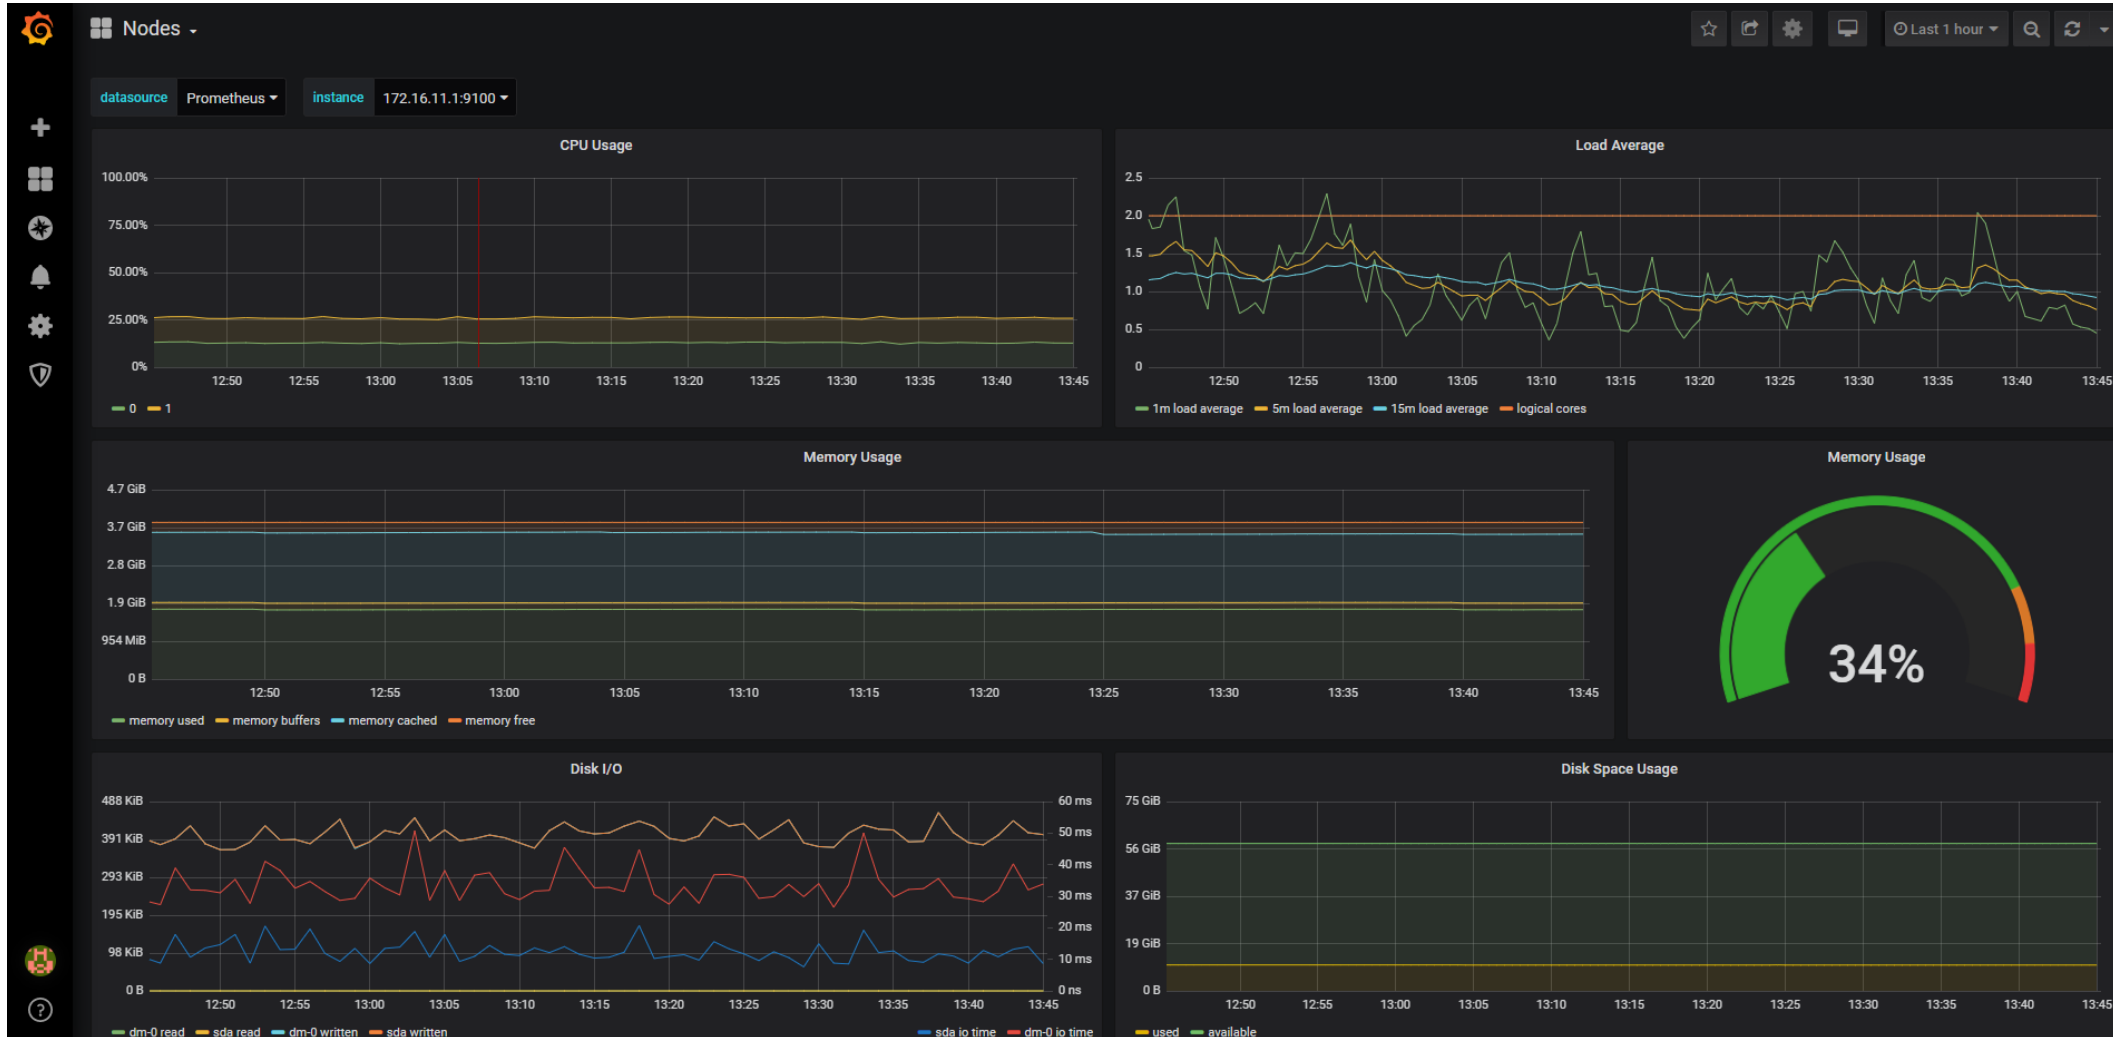 Nodes
Last 1 hour
datasource Prometheus instance 172.16.11.1:9100
CPU Usage
100.00%
75.00%
50.00%
25.00%
0%
12:50 12:55 13:00 13:05 13:10 13:15 13:20 13:25 13:30 13:35 13:40 13:45
0 1
Load Average
2.5
2.0
1.5
1.0
0.5
0
12:50 12:55 13:00 13:05 13:10 13:15 13:20 13:25 13:30 13:35 13:40 13:45
1m load average 5m load average 15m load average logical cores
Memory Usage
4.7 GiB
3.7 GiB
2.8 GiB
1.9 GiB
954 MiB
0 B
12:50 12:55 13:00 13:05 13:10 13:15 13:20 13:25 13:30 13:35 13:40 13:45
memory used memory buffers memory cached memory free
Memory Usage
34%
Disk I/O
488 KiB
391 KiB
293 KiB
195 KiB
98 KiB
0 B
60 ms
50 ms
40 ms
30 ms
20 ms
10 ms
0 ns
12:50 12:55 13:00 13:05 13:10 13:15 13:20 13:25 13:30 13:35 13:40 13:45
dm-0 read sda read dm-0 written sda written sda io time dm-0 io time
Disk Space Usage
75 GiB
56 GiB
37 GiB
19 GiB
0 B
12:50 12:55 13:00 13:05 13:10 13:15 13:20 13:25 13:30 13:35 13:40 13:45
used available